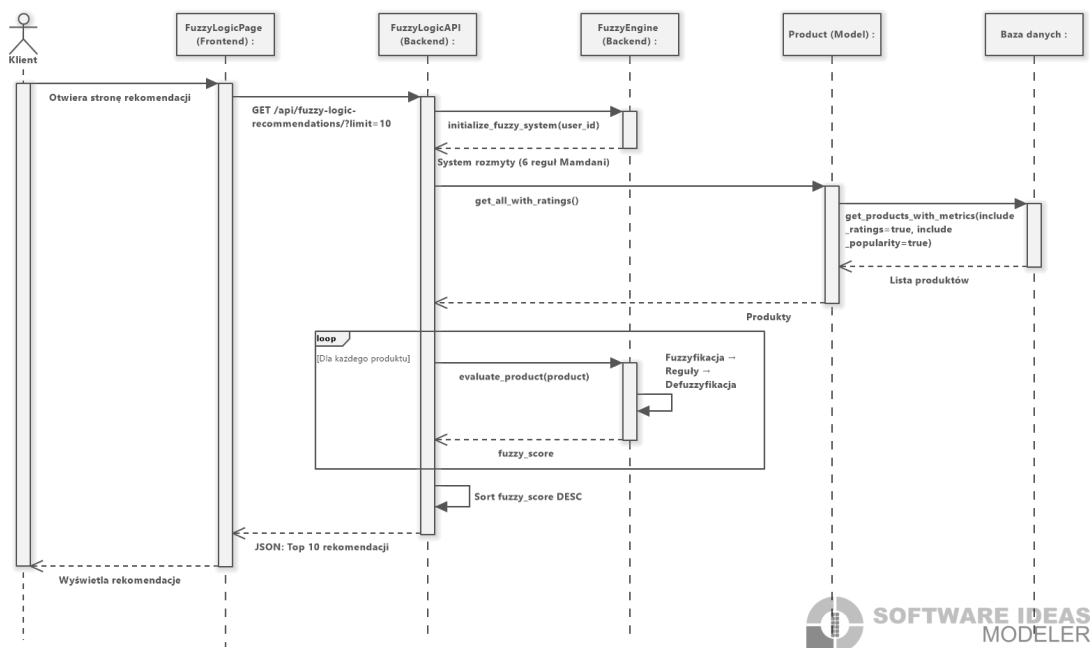 FuzzyLogicPage
(Frontend) :
FuzzyLogicAPI
(Backend) :
FuzzyEngine
(Backend) :
Product (Model) :
Baza danych :
Klient
Otwiera stronę rekomendacji
GET /api/fuzzy-logic-
recommendations/?limit=10
initialize_fuzzy_system(user_id)
System rozmyty (6 reguł Mamdani)
get_all_with_ratings()
get_products_with_metrics(include
_ratings=true, include
_popularity=true)
Lista produktów
Produkty
loop
[Dla każdego produktu]
evaluate_product(product)
Fuzzyfikacja →
Reguły →
Defuzzyfikacja
fuzzy_score
Sort fuzzy_score DESC
JSON: Top 10 rekomendacji
Wyświetla rekomendacje
SOFTWARE IDEAS
MODELER